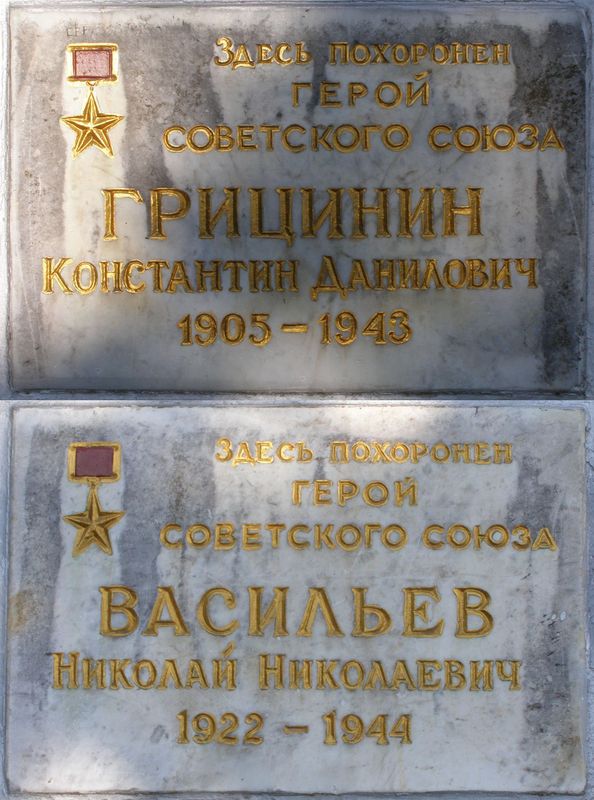 Здесь похоронен
ГЕРОЙ
СОВЕТСКОГО СОЮЗА
ГРИЦИНИН
Константин Данилович
1905 – 1943
Здесь похоронен
ГЕРОЙ
СОВЕТСКОГО СОЮЗА
ВАСИЛЬЕВ
Николай Николаевич
1922 – 1944